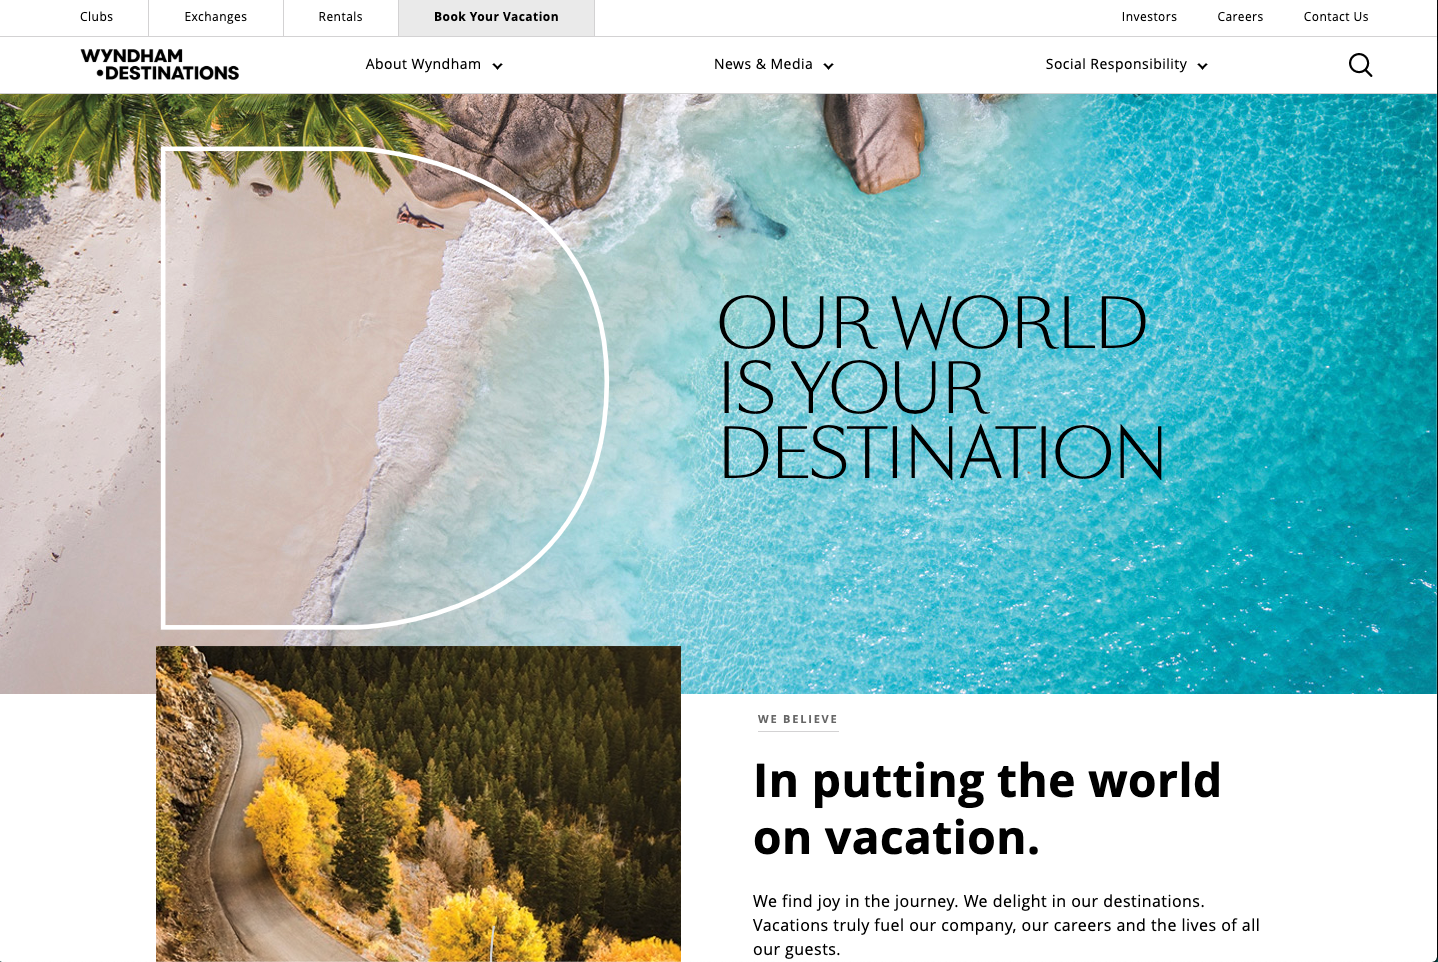 Clubs
Exchanges
Rentals
Book Your Vacation
Investors
Careers
Contact Us
WYNDHAM
•DESTINATIONS
About Wyndham
News & Media
Social Responsibility
OUR WORLD
IS YOUR
DESTINATION
WE BELIEVE
In putting the world
on vacation.
We find joy in the journey. We delight in our destinations.
Vacations truly fuel our company, our careers and the lives of all
our guests.